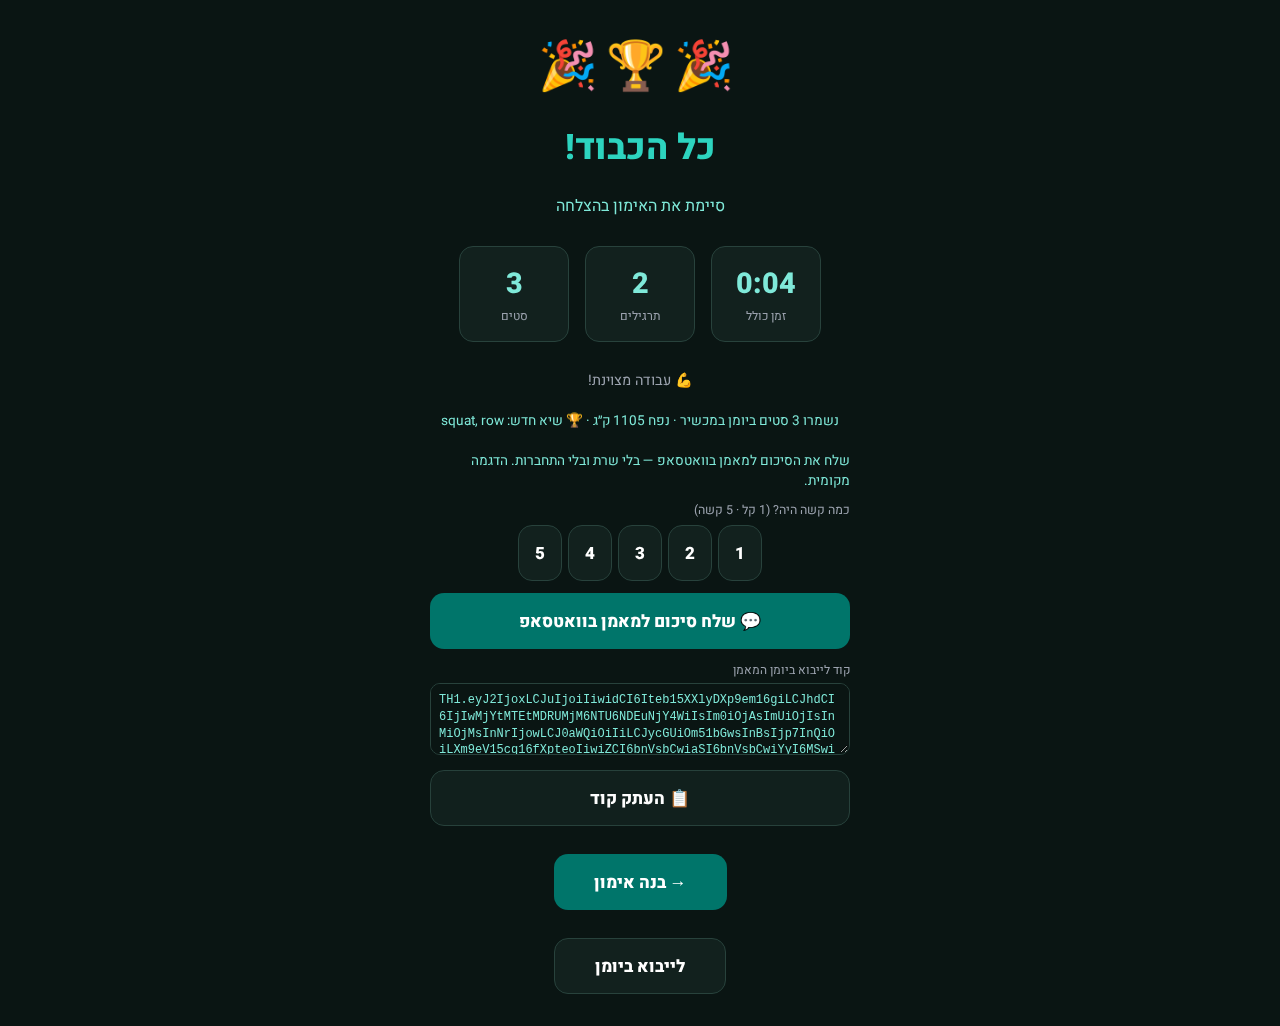 🎉 🏆 🎉
כל הכבוד!
סיימת את האימון בהצלחה
0:04
זמן כולל
2
תרגילים
3
סטים
💪 עבודה מצוינת!
נשמרו 3 סטים ביומן במכשיר · נפח 1105 ק״ג · 🏆 שיא חדש: squat, row
שלח את הסיכום למאמן בוואטסאפ — בלי שרת ובלי התחברות. הדגמה
מקומית.
כמה קשה היה? (1 קל · 5 קשה)
1 2 3 4 5
💬 שלח סיכום למאמן בוואטסאפ
קוד לייבוא ביומן המאמן
TH1.eyJ2IjoxLCJuIjoiIiwidCI6Iteb15XXlyDXp9em16giLCJhdCI
6IjIwMjYtMTEtMDRUMjM6NTU6NDEuNjY4WiIsIm0iOjAsImUiOjIsIn
MiOjMsInNrIjowLCJ0aWQiOiIiLCJycGUiOm51bGwsInBsIjp7InQiO
iLXm9eV15cg16fXpteoIiwiZCI6bnVsbCwiaSI6bnVsbCwiYyI6MSwi
📋 העתק קוד
→ בנה אימון
לייבוא ביומן